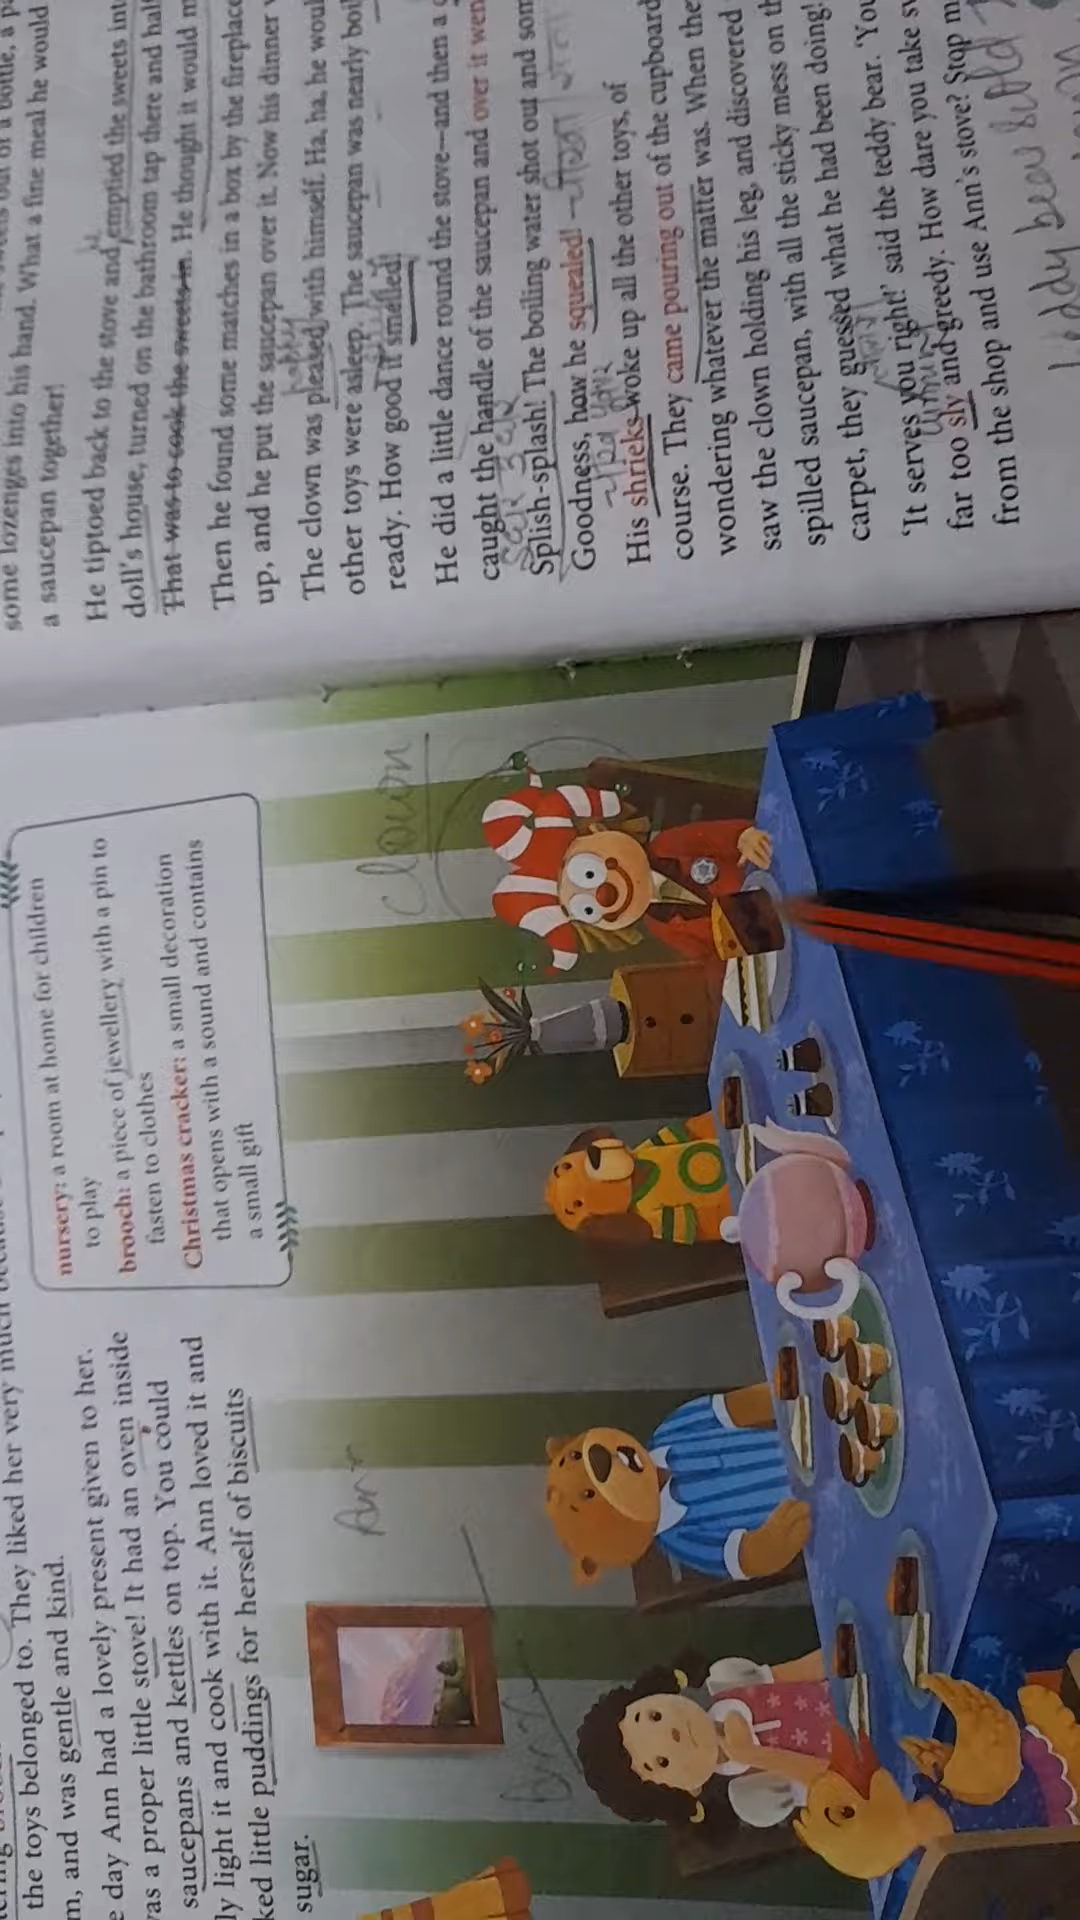 the toys belonged to. They liked her very much
and was gentle and kind.
day Ann had a lovely present given to her.
was a proper little stove! It had an oven inside
saucepans and kettles on top. You could
light it and cook with it. Ann loved it and
little puddings for herself of biscuits
sugar.
nursery: a room at home for children
to play
brooch: a piece of jewellery with a pin to
fasten to clothes
Christmas cracker: a small decoration
that opens with a sound and contains
a small gift
Clown
some lozenges into his hand. What a fine meal he would
a saucepan together!
He tiptoed back to the stove and emptied the sweets
doll's house, turned on the bathroom tap there and half
That was to cook the sweets in. He thought it would
Then he found some matches in a box by the fireplace
up, and he put the saucepan over it. Now his dinner
The clown was pleased with himself. Ha, ha, he
other toys were asleep. The saucepan was nearly
ready. How good it smelled!
He did a little dance round the stove—and then a
caught the handle of the saucepan and over it
Splish-splash! The boiling water shot out and
Goodness, how he squealed!
His shrieks woke up all the other toys, of
course. They came pouring out of the cupboard
wondering whatever the matter was. When the
saw the clown holding his leg, and discovered
spilled saucepan, with all the sticky mess on
carpet, they guessed what he had been doing!
'It serves you right!' said the teddy bear. 'You
far too sly and greedy. How dare you take
from the shop and use Ann's stove? Stop
teddy bear